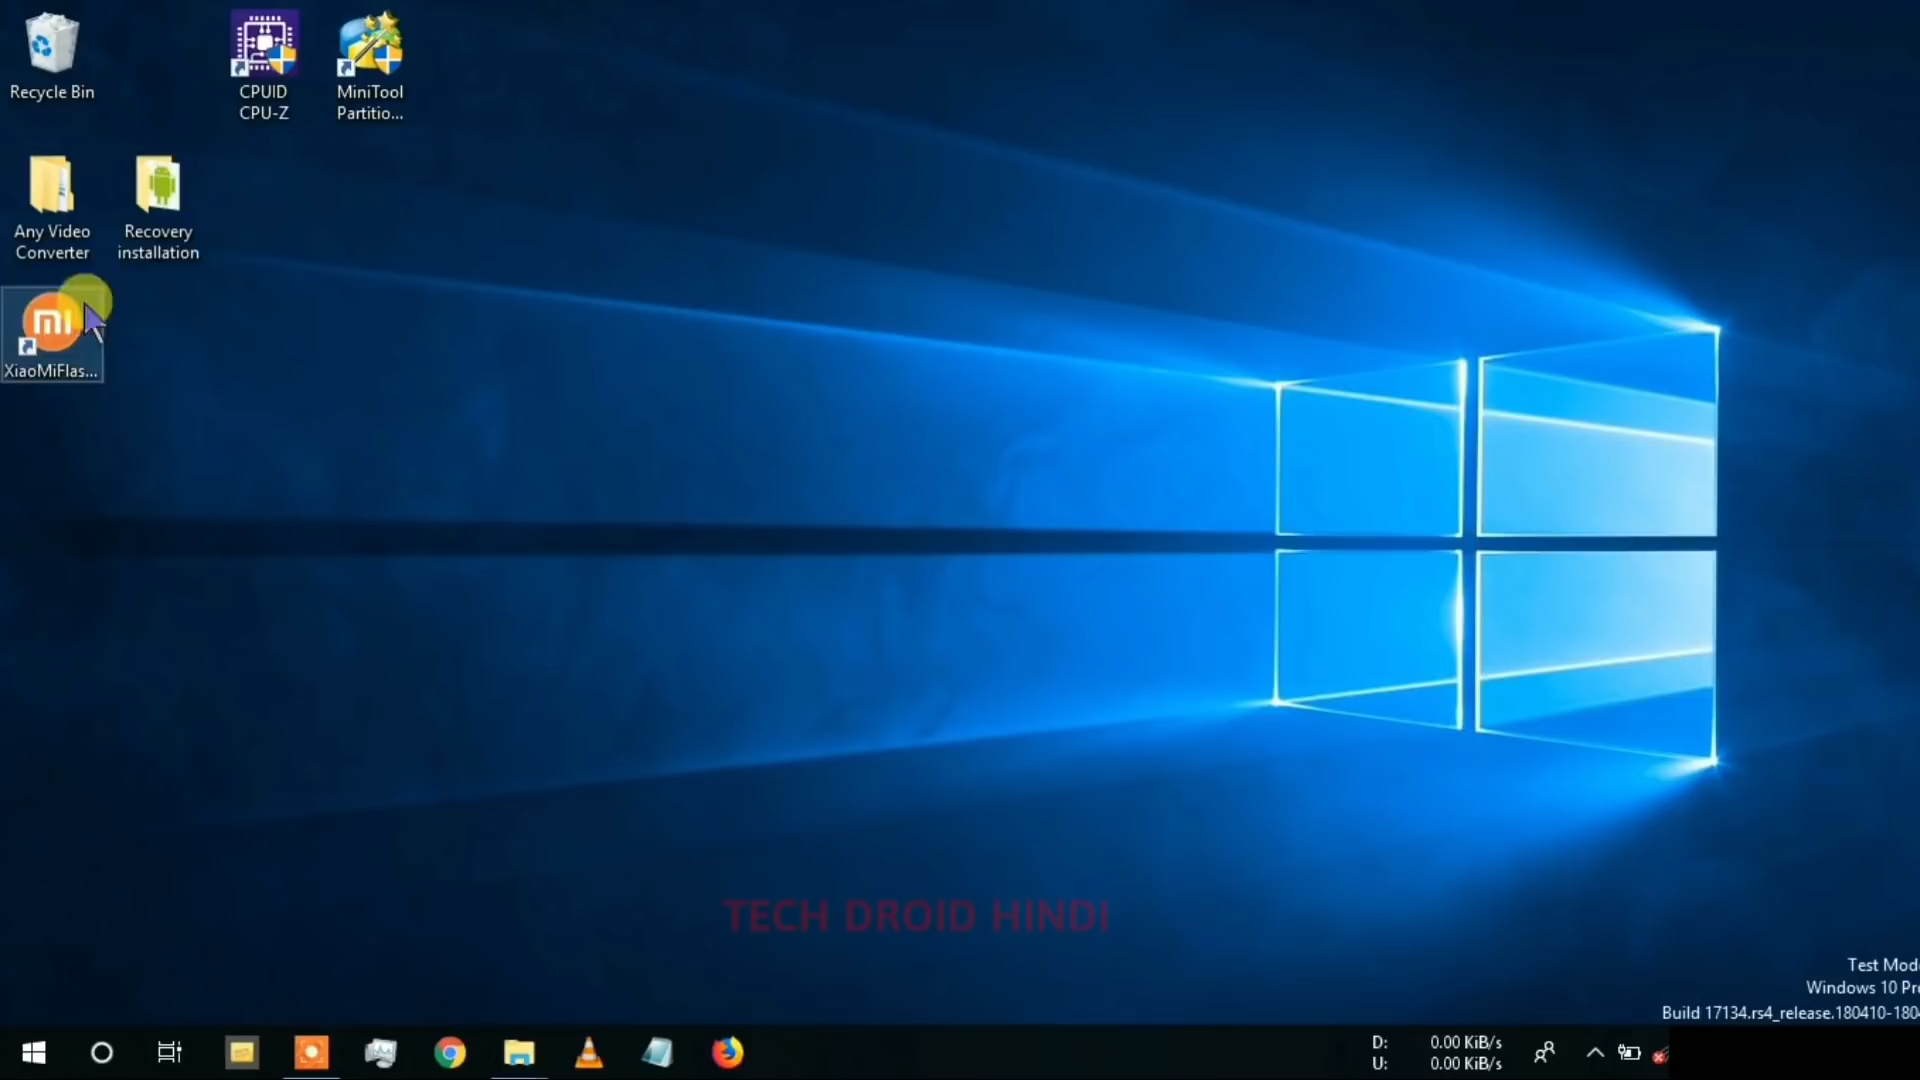 Recycle Bin
CPUID
CPU-Z
MiniTool
Partitio...
Any Video
Converter
Recovery
installation
mi
XiaoMiFlas...
TECH DROID HINDI
Test Mod
Windows 10 Pr
Build 17134.rs4_release.180410-180
D: 0.00 KiB/s
U: 0.00 KiB/s